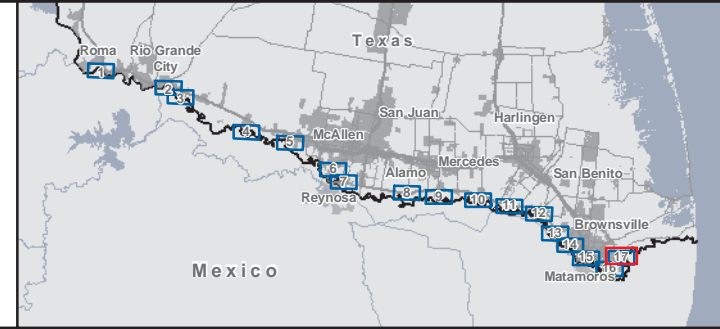 Texas
Roma
Rio Grande
City
1
2
3
San Juan
Harlingen
4
McAllen
5
Mercedes
6
Alamo
San Benito
7
Reynosa
8
9
10
11
12
Brownsville
13
14
15
17
Mexico
Matamoros
16